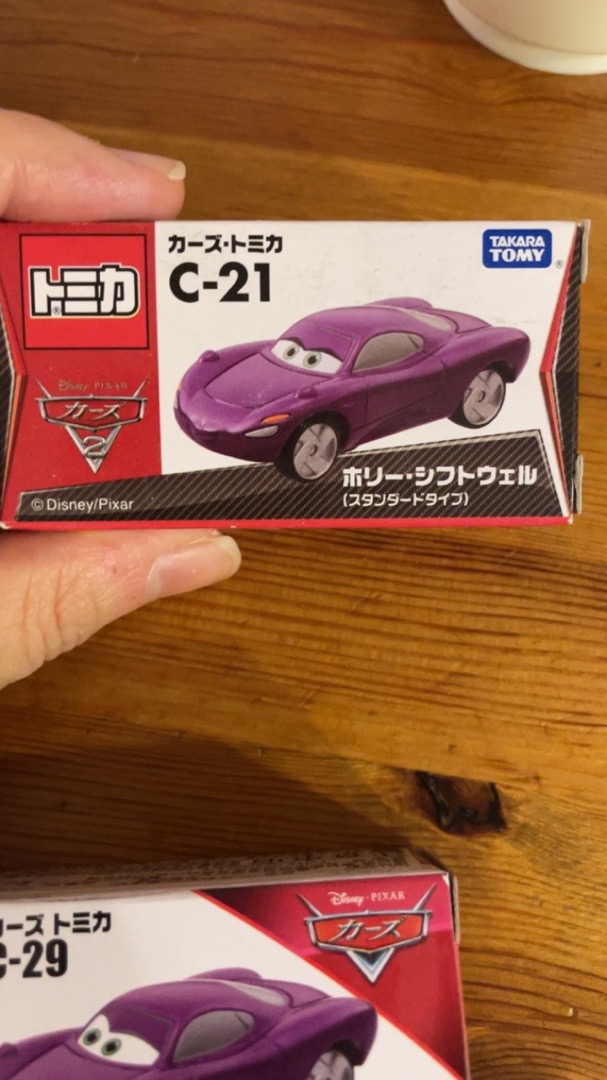 トミカ
カーズ・トミカ
C-21
TAKARA
TOMY
Disney · PIXAR
カーズ
2
ホリー・シフトウェル
(スタンダードタイプ)
©Disney/Pixar
ーズ トミカ
C-29
Disney · PIXAR
カーズ